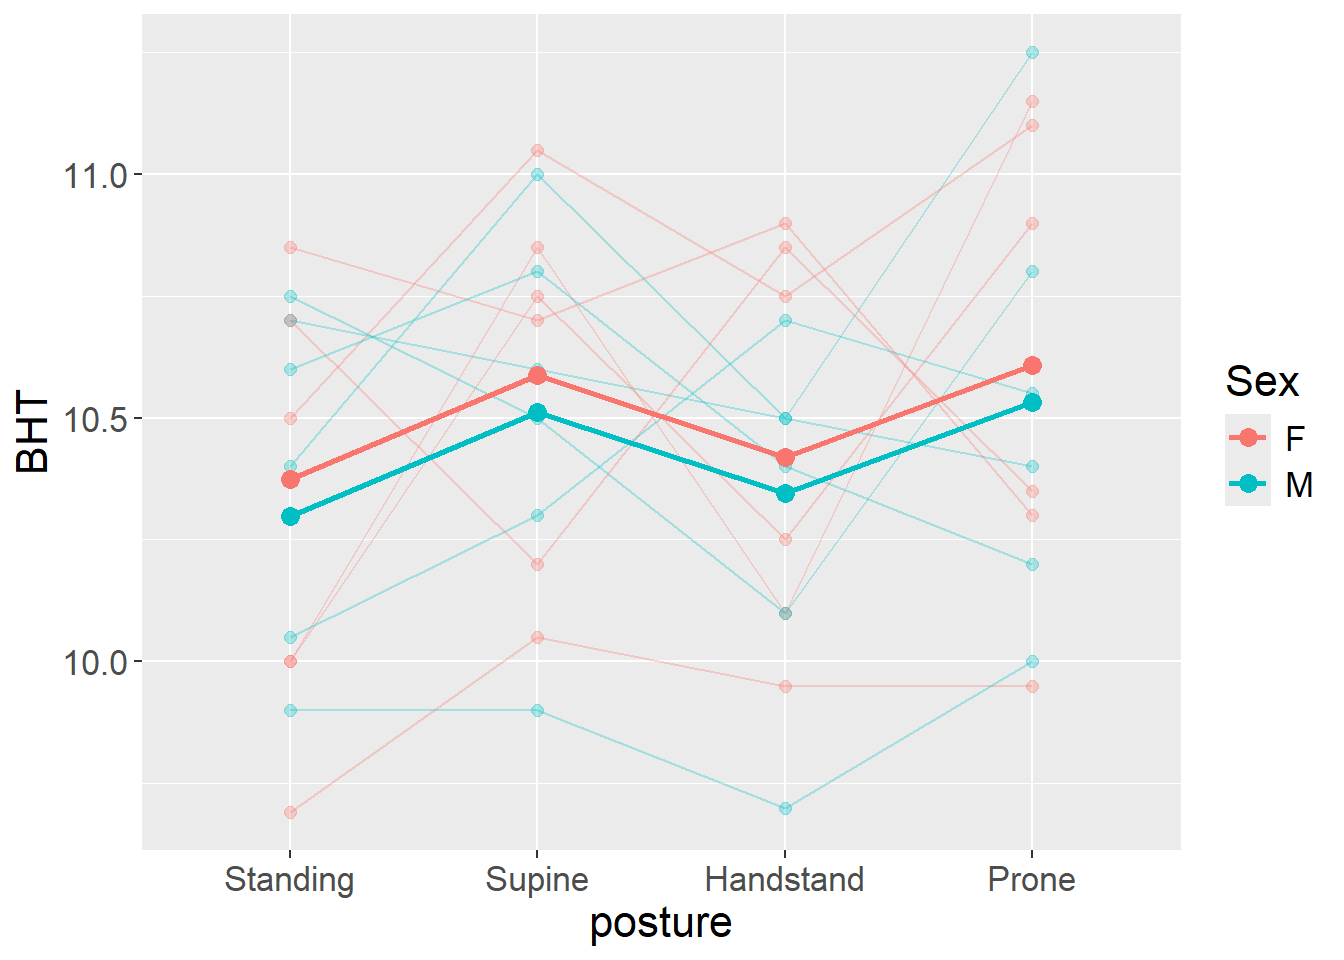 BHT
11.0
10.5
10.0
Standing Supine Handstand Prone
posture
Sex
F
M